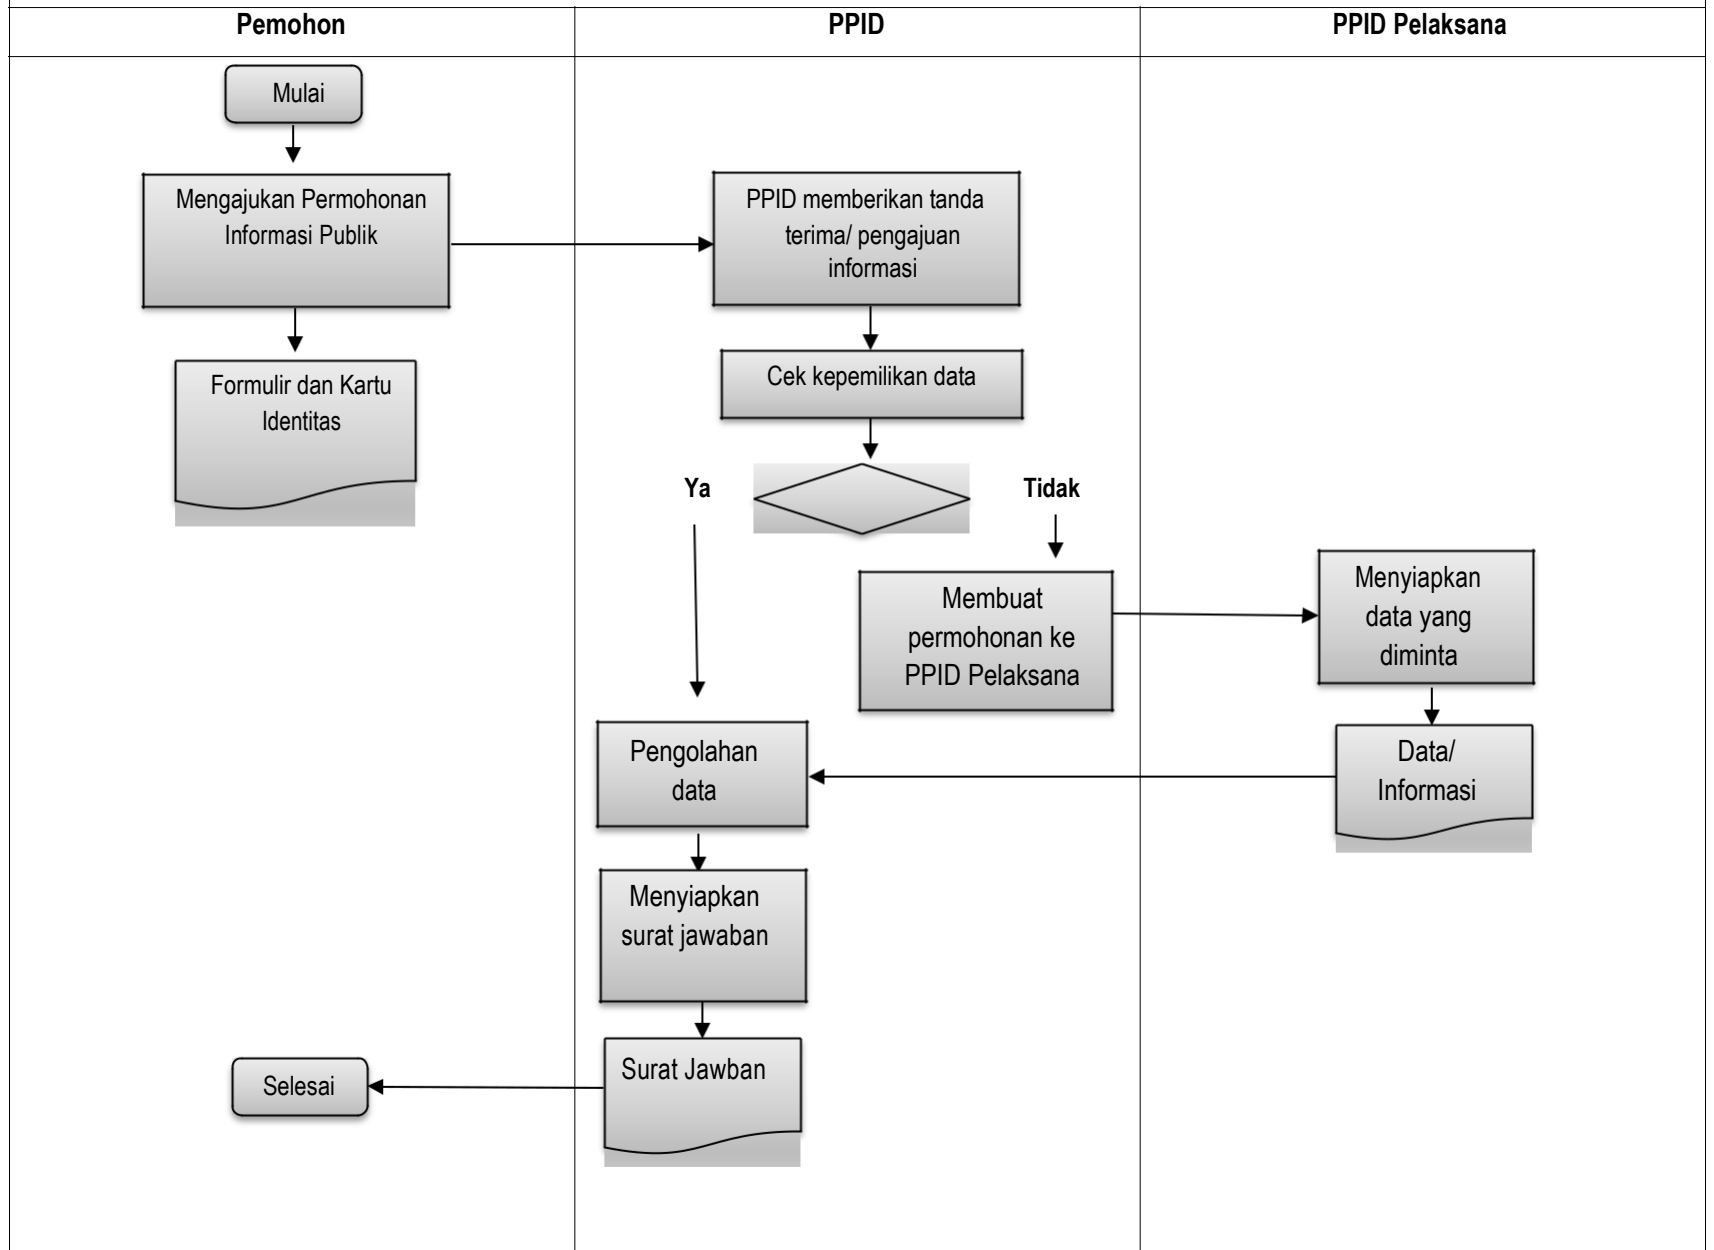 Pemohon
PPID
PPID Pelaksana
Mulai
Mengajukan Permohonan
Informasi Publik
PPID memberikan tanda
terima/ pengajuan
informasi
Formulir dan Kartu
Identitas
Cek kepemilikan data
Ya
Tidak
Membuat
permohonan ke
PPID Pelaksana
Menyiapkan
data yang
diminta
Data/
Informasi
Pengolahan
data
Menyiapkan
surat jawaban
Surat Jawban
Selesai